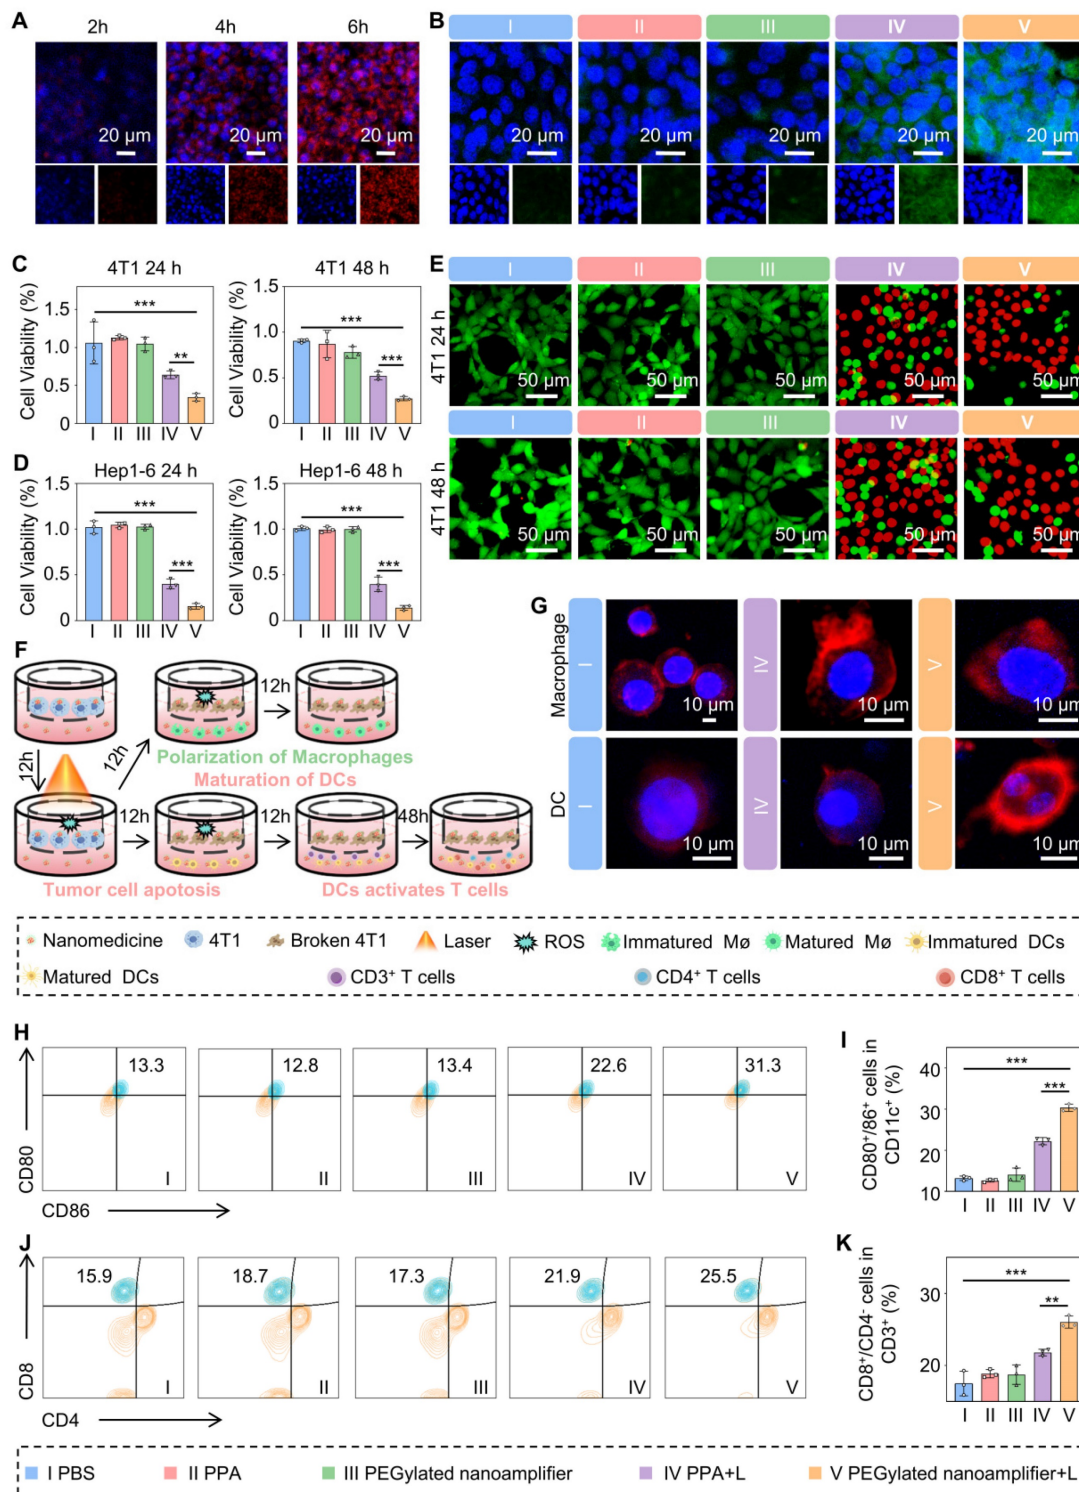 A
2h 4h 6h
20 µm 20 µm 20 µm
B
I II III IV V
20 µm 20 µm 20 µm 20 µm 20 µm
C
4T1 24 h
Cell Viability (%)
1.5
1.0
0.5
0
*** **
I II III IV V
4T1 48 h
Cell Viability (%)
1.5
1.0
0.5
0
*** ***
I II III IV V
D
Hep1-6 24 h
Cell Viability (%)
1.5
1.0
0.5
0
*** ***
I II III IV V
Hep1-6 48 h
Cell Viability (%)
1.5
1.0
0.5
0
*** ***
I II III IV V
E
I II III IV V
4T1 24 h
50 µm 50 µm 50 µm 50 µm 50 µm
I II III IV V
4T1 48 h
50 µm 50 µm 50 µm 50 µm 50 µm
F
ROS
12h
12h
12h
Polarization of Macrophages
Maturation of DCs
ROS
12h
ROS
12h
48h
Tumor cell apotosis
DCs activates T cells
G
Macrophage
I IV V
10 µm 10 µm 10 µm
DC
I IV V
10 µm 10 µm 10 µm
Nanomedicine 4T1 Broken 4T1 Laser ROS Immatured Mø Matured Mø Immatured DCs
Matured DCs CD3⁺ T cells CD4⁺ T cells CD8⁺ T cells
H
13.3 12.8 13.4 22.6 31.3
CD80
I II III IV V
CD86
I
CD80⁺/86⁺ cells in
CD11c⁺ (%)
40
30
20
10
*** ***
I II III IV V
J
15.9 18.7 17.3 21.9 25.5
CD8
I II III IV V
CD4
K
CD8⁺/CD4⁻ cells in
CD3⁺ (%)
30
20
*** **
I II III IV V
I PBS II PPA III PEGylated nanoamplifier IV PPA+L V PEGylated nanoamplifier+L